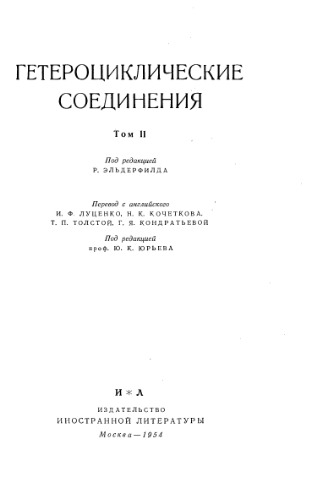 ГЕТЕРОЦИКЛИЧЕСКИЕ
СОЕДИНЕНИЯ
Том II
Под редакцией
Р. ЭЛЬДЕРФИЛДА
Перевод с английского
И. Ф. ЛУЦЕНКО, Н. К. КОЧЕТКОВА,
Т. П. ТОЛСТОЙ, Г. Я. КОНДРАТЬЕВОЙ
Под редакцией
проф. Ю. К. ЮРЬЕВА
И * Л
ИЗДАТЕЛЬСТВО
ИНОСТРАННОЙ ЛИТЕРАТУРЫ
Москва — 1954